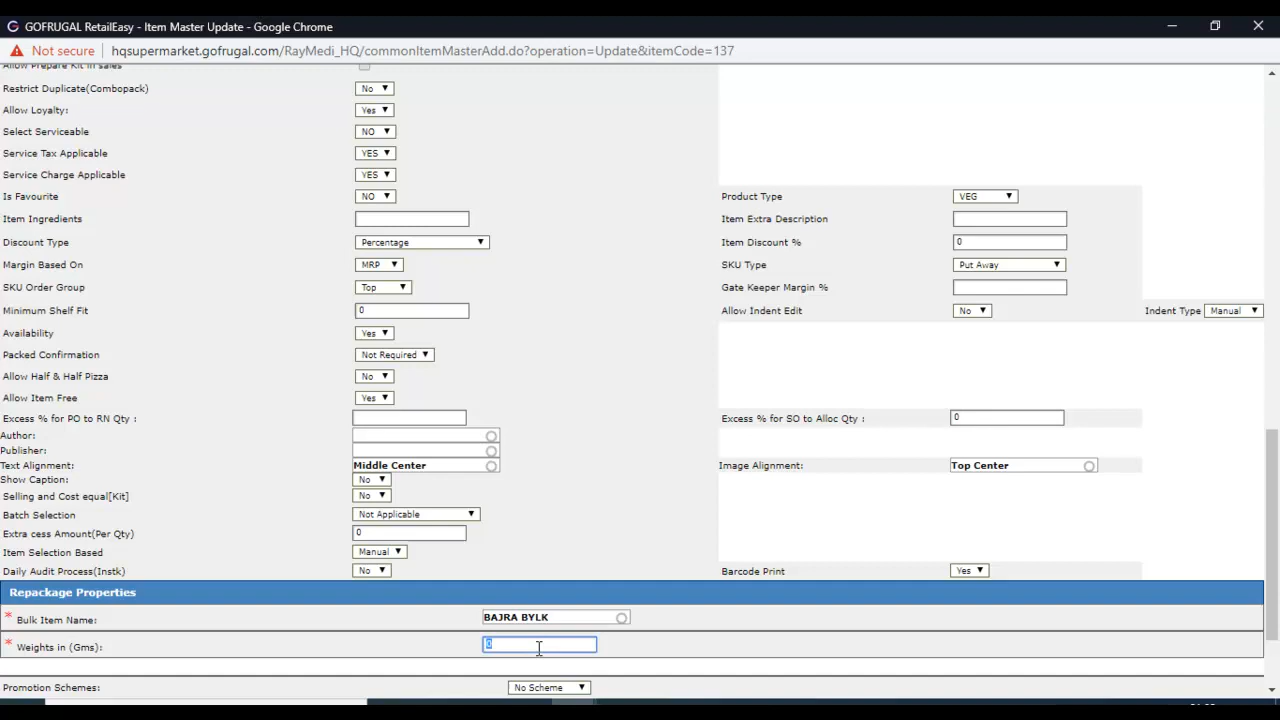 GOFRUGAL RetailEasy - Item Master Update - Google Chrome
Not secure hqsupermarket.gofrugal.com/RayMedi_HQ/commonItemMasterAdd.do?operation=Update&itemCode=137
Allow Prepare Kit in sales
Restrict Duplicate(Combopack) No
Allow Loyalty: Yes
Select Serviceable NO
Service Tax Applicable YES
Service Charge Applicable YES
Is Favourite NO Product Type VEG
Item Ingredients Item Extra Description
Discount Type Percentage Item Discount % 0
Margin Based On MRP SKU Type Put Away
SKU Order Group Top Gate Keeper Margin %
Minimum Shelf Fit 0 Allow Indent Edit No Indent Type Manual
Availability Yes
Packed Confirmation Not Required
Allow Half & Half Pizza No
Allow Item Free Yes
Excess % for PO to RN Qty : Excess % for SO to Alloc Qty : 0
Author:
Publisher:
Text Alignment: Middle Center Image Alignment: Top Center
Show Caption: No
Selling and Cost equal[Kit] No
Batch Selection Not Applicable
Extra cess Amount(Per Qty) 0
Item Selection Based Manual
Daily Audit Process(Instk) No Barcode Print Yes
Repackage Properties
* Bulk Item Name: BAJRA BYLK
* Weights in (Gms): 0
Promotion Schemes: No Scheme